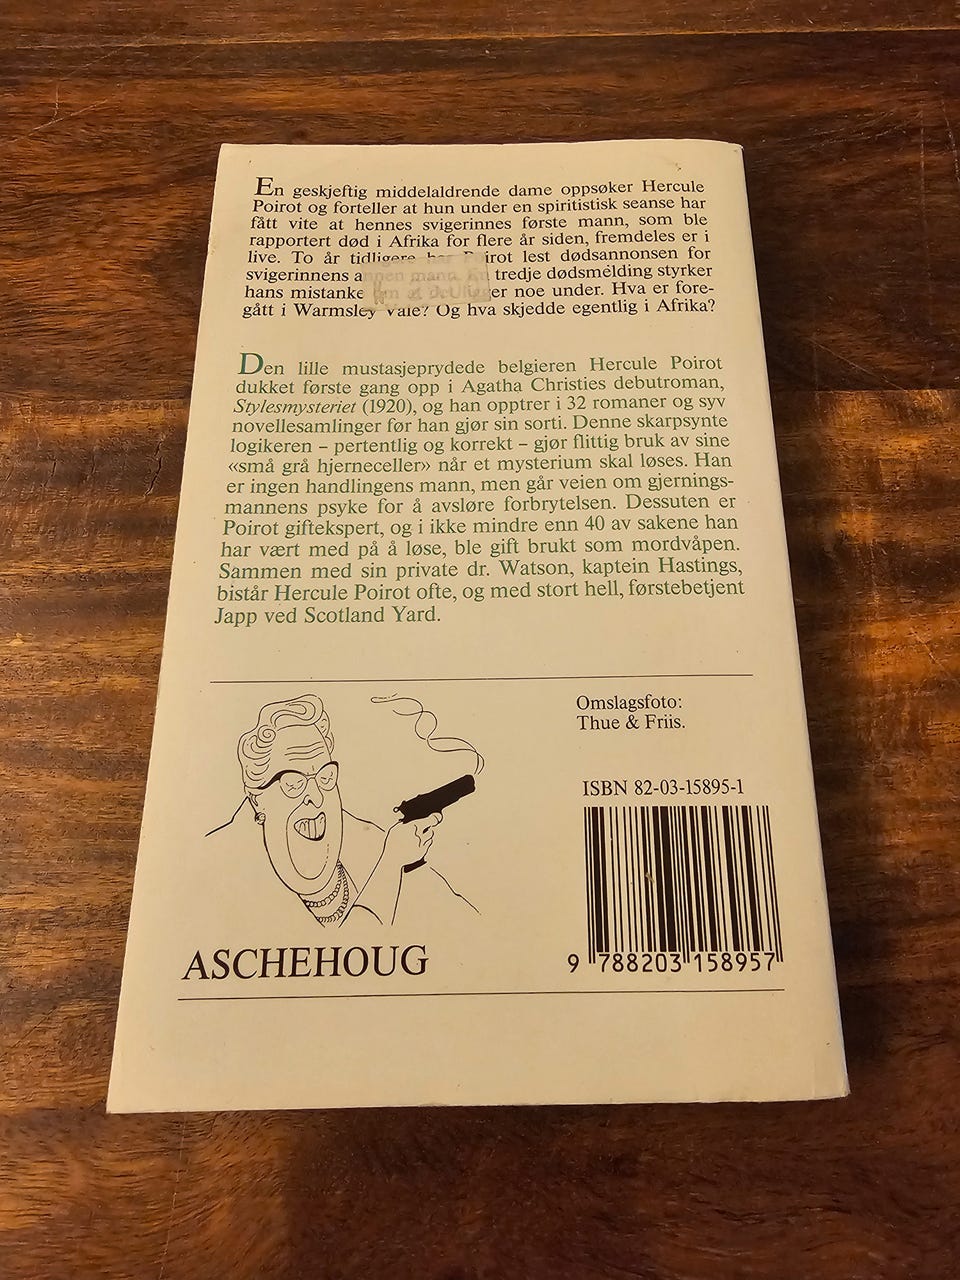 En geskjeftig middelaldrende dame oppsøker Hercule
Poirot og forteller at hun under en spiritistisk seanse har
fått vite at hennes svigerinnes første mann, som ble
rapportert død i Afrika for flere år siden, fremdeles er i
live. To år tidligere har Poirot lest dødsannonsen for
svigerinnens annen mann. En tredje dødsmelding styrker
hans mistanke om at det ligger noe under. Hva er fore-
gått i Warmsley Vale? Og hva skjedde egentlig i Afrika?
Den lille mustasjeprydede belgieren Hercule Poirot
dukket første gang opp i Agatha Christies debutroman,
Stylesmysteriet (1920), og han opptrer i 32 romaner og syv
novellesamlinger før han gjør sin sorti. Denne skarpsynte
logikeren – pertentlig og korrekt – gjør flittig bruk av sine
«små grå hjerneceller» når et mysterium skal løses. Han
er ingen handlingens mann, men går veien om gjernings-
mannens psyke for å avsløre forbrytelsen. Dessuten er
Poirot giftekspert, og i ikke mindre enn 40 av sakene han
har vært med på å løse, ble gift brukt som mordvåpen.
Sammen med sin private dr. Watson, kaptein Hastings,
bistår Hercule Poirot ofte, og med stort hell, førstebetjent
Japp ved Scotland Yard.
Omslagsfoto:
Thue & Friis.
ISBN 82-03-15895-1
9 788203 158957
ASCHEHOUG